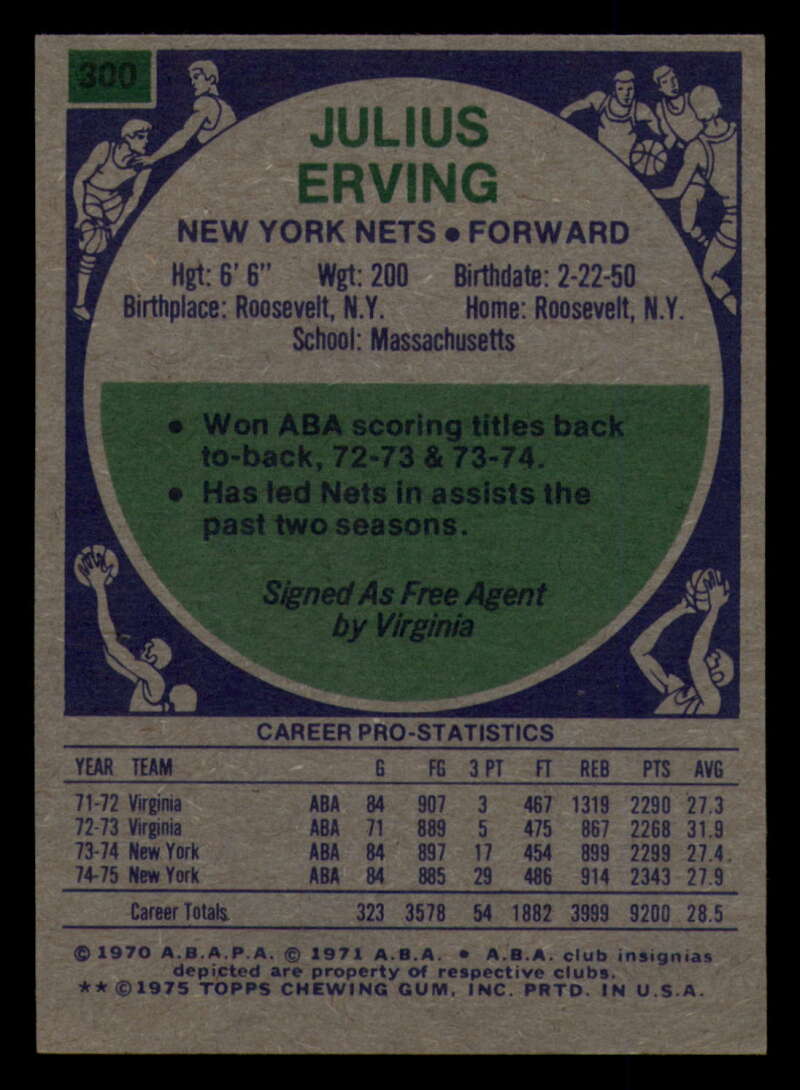 300
JULIUS
ERVING
NEW YORK NETS • FORWARD
Hgt: 6' 6" Wgt: 200 Birthdate: 2-22-50
Birthplace: Roosevelt, N.Y. Home: Roosevelt, N.Y.
School: Massachusetts
• Won ABA scoring titles back
to-back, 72-73 & 73-74.
• Has led Nets in assists the
past two seasons.
Signed As Free Agent
by Virginia
CAREER PRO-STATISTICS
YEAR TEAM G FG 3 PT FT REB PTS AVG
71-72 Virginia ABA 84 907 3 467 1319 2290 27.3
72-73 Virginia ABA 71 889 5 475 867 2268 31.9
73-74 New York ABA 84 897 17 454 899 2299 27.4
74-75 New York ABA 84 885 29 486 914 2343 27.9
Career Totals 323 3578 54 1882 3999 9200 28.5
© 1970 A.B.A.P.A. © 1971 A.B.A. • A.B.A. club insignias
depicted are property of respective clubs.
** ©1975 TOPPS CHEWING GUM, INC. PRTD. IN U.S.A.